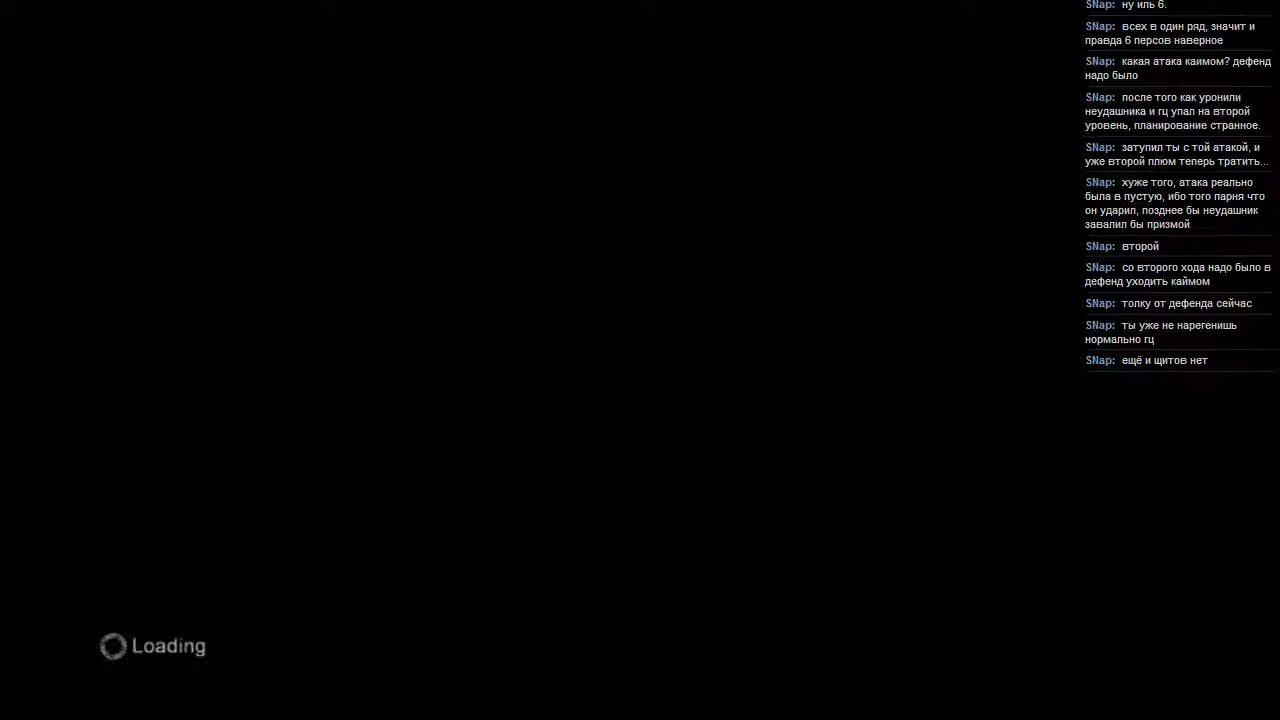 SNap: ну иль 6.
SNap: всех в один ряд, значит и
правда 6 персов наверное
SNap: какая атака каимом? дефенд
надо было
SNap: после того как уронили
неудашника и гц упал на второй
уровень, планирование странное.
SNap: затупил ты с той атакой, и
уже второй плюм теперь тратить...
SNap: хуже того, атака реально
была в пустую, ибо того парня что
он ударил, позднее бы неудашник
завалил бы призмой
SNap: второй
SNap: со второго хода надо было в
дефенд уходить каймом
SNap: толку от дефенда сейчас
SNap: ты уже не нарегенишь
нормально гц
SNap: ещё и щитов нет
Loading